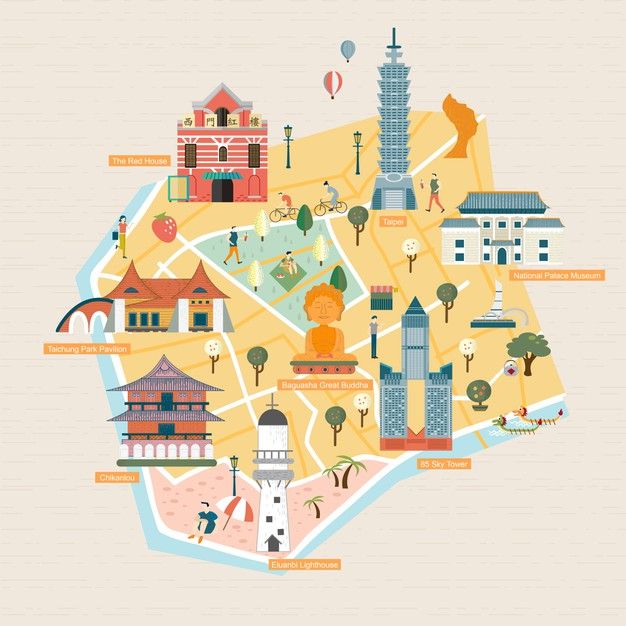 西門紅樓
The Red House
Taipei
National Palace Museum
Taichung Park Pavilion
Baguasha Great Buddha
85 Sky Tower
Chikanlou
Eluanbi Lighthouse